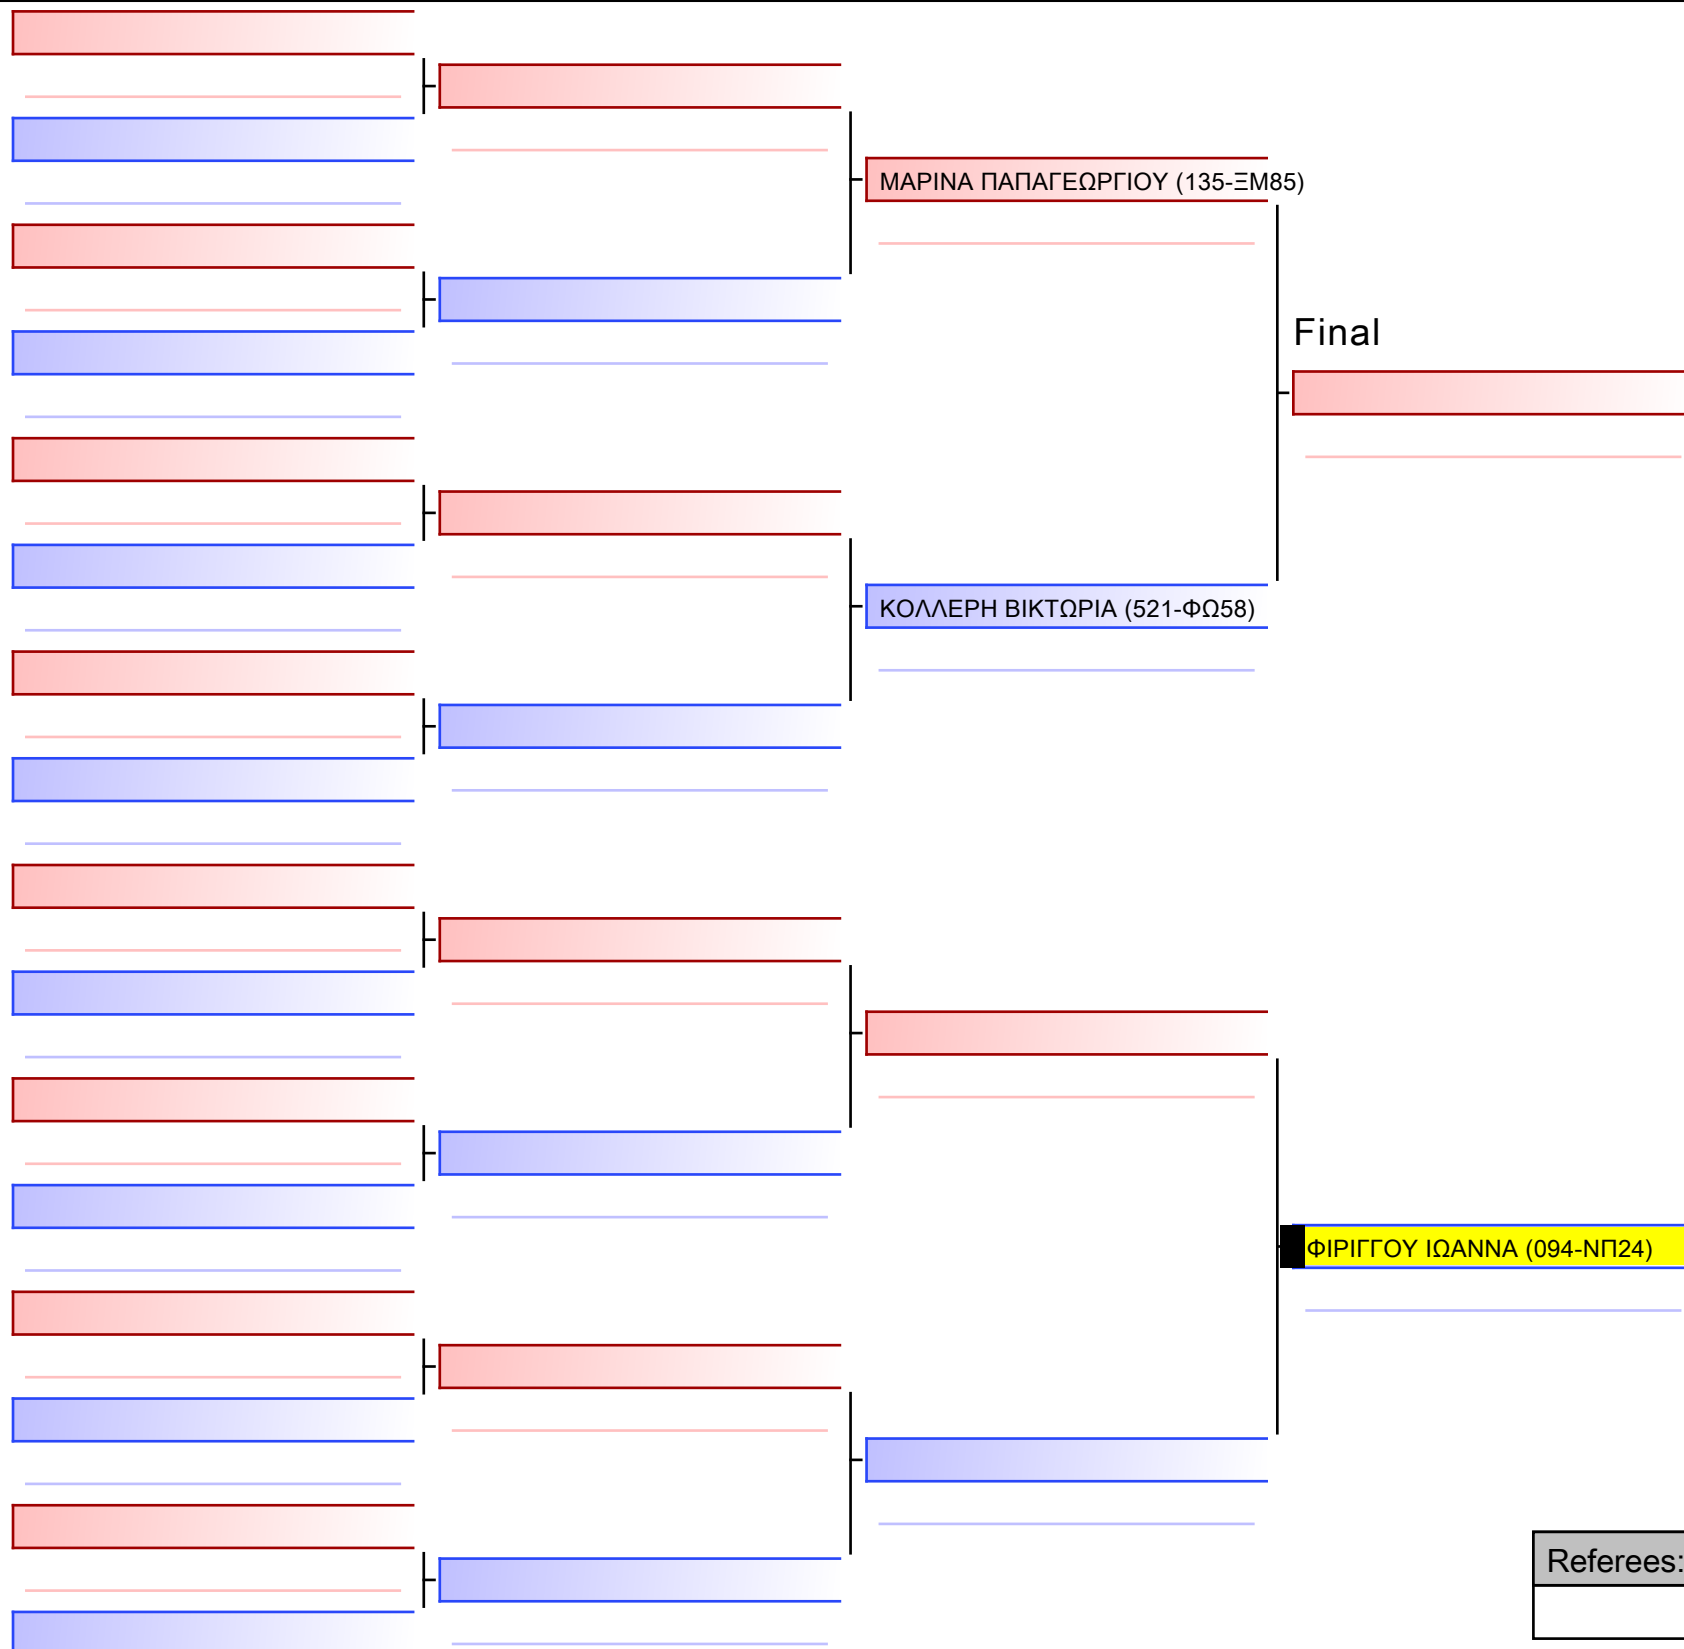 ΜΑΡΙΝΑ ΠΑΠΑΓΕΩΡΓΙΟΥ (135-ΞΜ85)
Final
ΚΟΛΛΕΡΗ ΒΙΚΤΩΡΙΑ (521-ΦΩ58)
ΦΙΡΙΓΓΟΥ ΙΩΑΝΝΑ (094-ΝΠ24)
Referees: